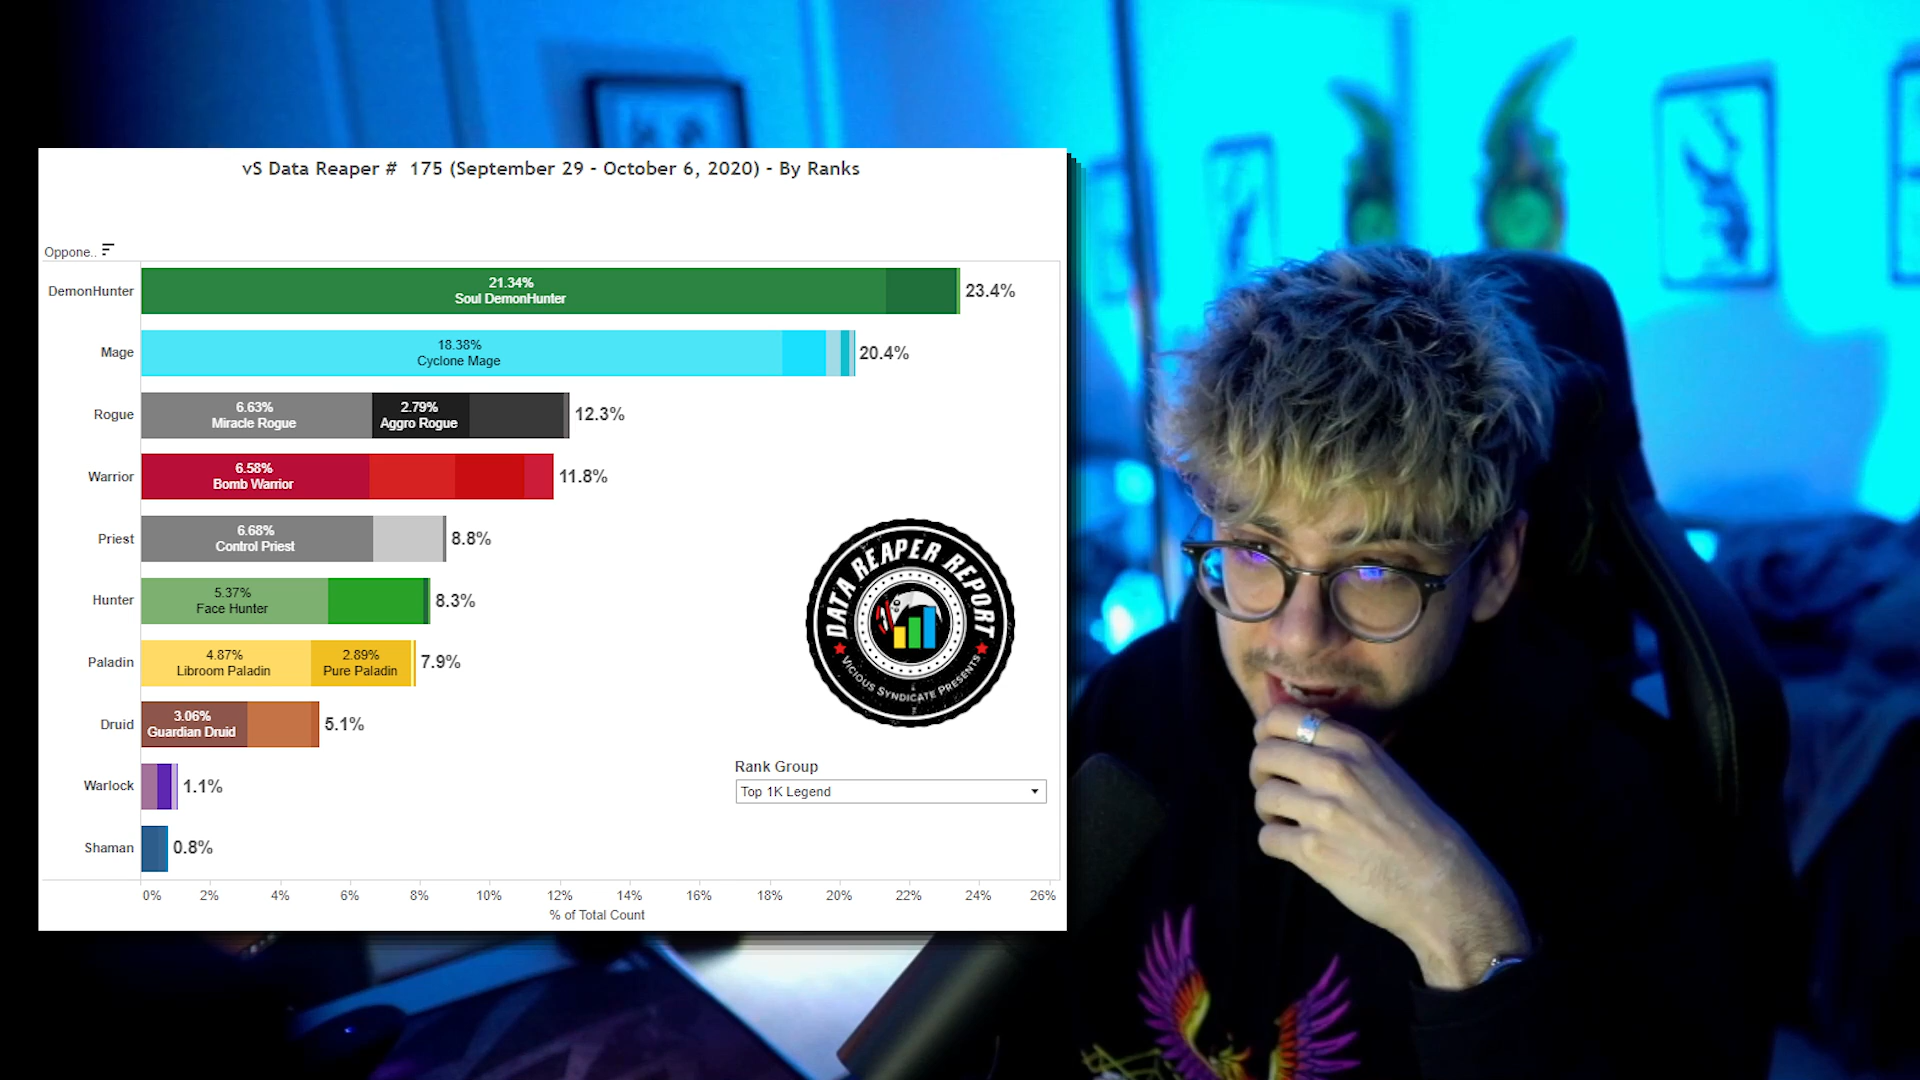 vS Data Reaper # 175 (September 29 - October 6, 2020) - By Ranks
Oppone..
DemonHunter
21.34%
Soul DemonHunter
23.4%
Mage
18.38%
Cyclone Mage
20.4%
Rogue
6.63%
Miracle Rogue
2.79%
Aggro Rogue
12.3%
Warrior
6.58%
Bomb Warrior
11.8%
Priest
6.68%
Control Priest
8.8%
Hunter
5.37%
Face Hunter
8.3%
Paladin
4.87%
Libroom Paladin
2.89%
Pure Paladin
7.9%
Druid
3.06%
Guardian Druid
5.1%
Warlock
1.1%
Shaman
0.8%
DATA REAPER REPORT
VICIOUS SYNDICATE PRESENTS
Rank Group
Top 1K Legend
0% 2% 4% 6% 8% 10% 12% 14% 16% 18% 20% 22% 24% 26%
% of Total Count